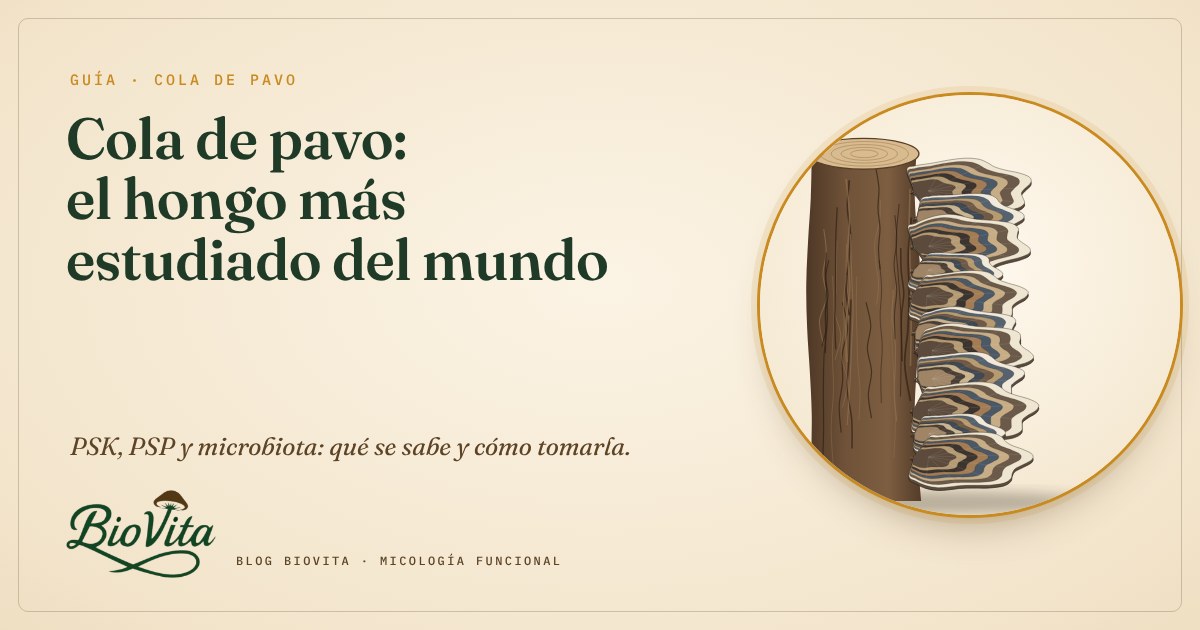 GUÍA · COLA DE PAVO
Cola de pavo:
el hongo más
estudiado del mundo
PSK, PSP y microbiota: qué se sabe y cómo tomarla.
BioVita
BLOG BIOVITA · MICOLOGÍA FUNCIONAL